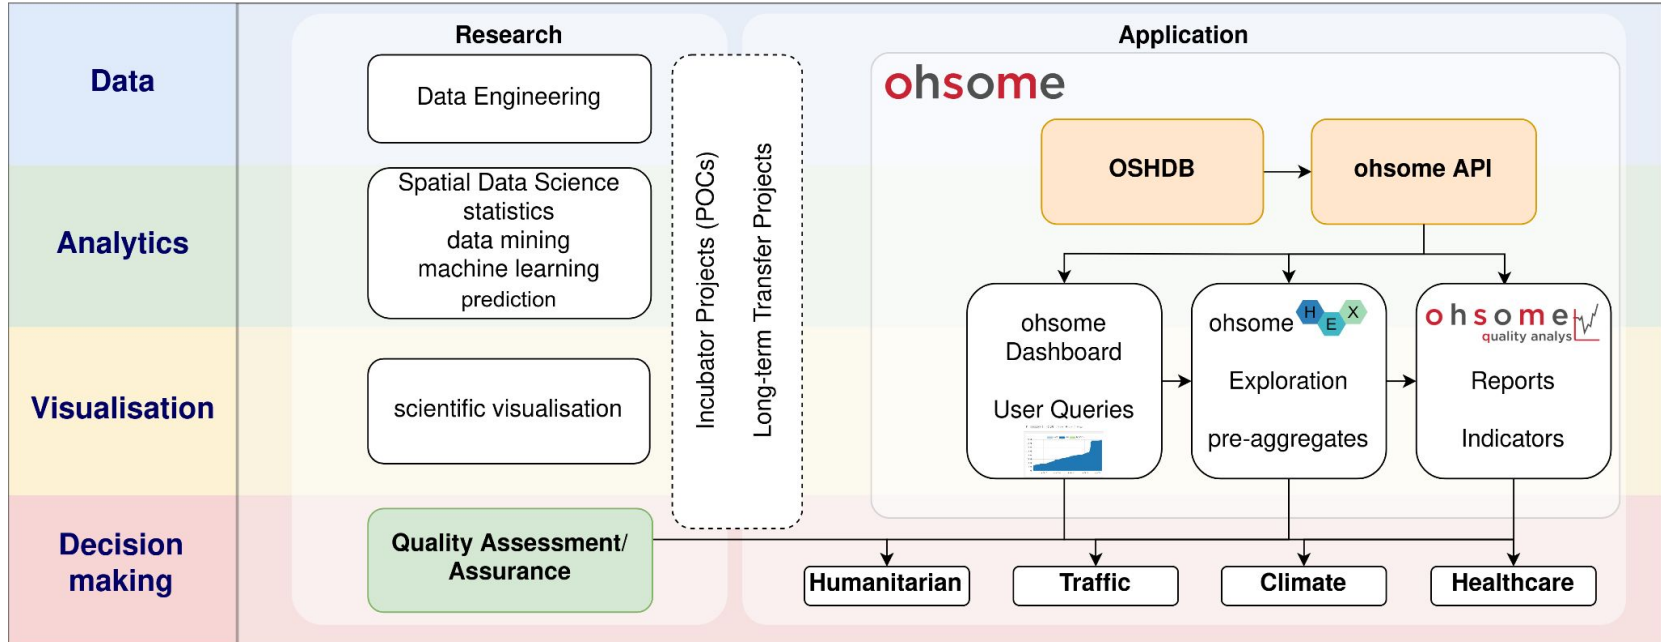 Research
Application
Data
Data Engineering
ohsome
OSHDB
ohsome API
Analytics
Spatial Data Science
statistics
data mining
machine learning
prediction
Incubator Projects (POCs)
Long-term Transfer Projects
ohsome
Dashboard
User Queries
ohsome HEX
Exploration
pre-aggregates
ohsome
quality analyst
Reports
Indicators
Visualisation
scientific visualisation
Decision
making
Quality Assessment/
Assurance
Humanitarian
Traffic
Climate
Healthcare